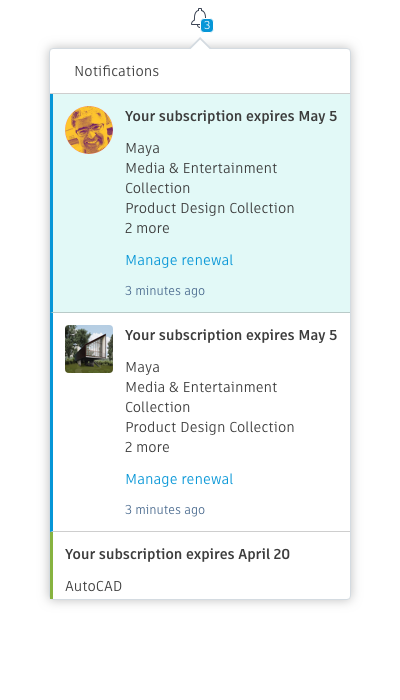 3
Notifications
Your subscription expires May 5
Maya
Media & Entertainment
Collection
Product Design Collection
2 more
Manage renewal
3 minutes ago
Your subscription expires May 5
Maya
Media & Entertainment
Collection
Product Design Collection
2 more
Manage renewal
3 minutes ago
Your subscription expires April 20
AutoCAD